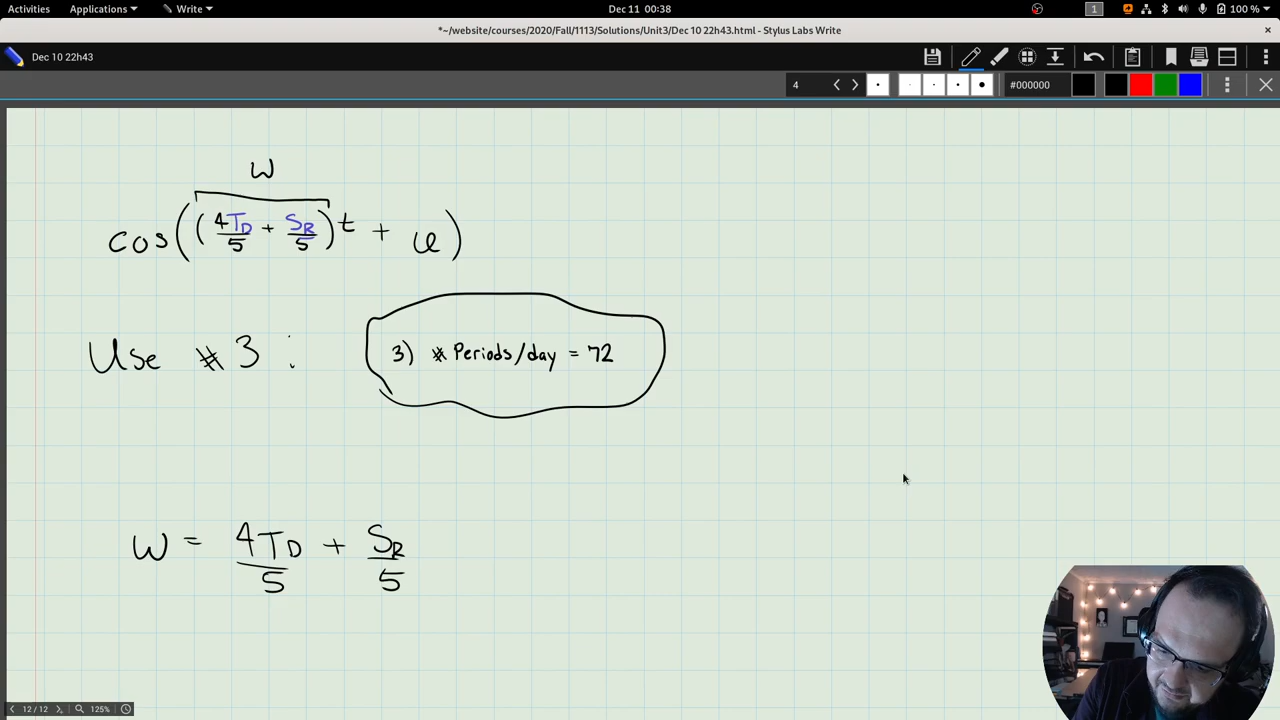 Activities Applications Write Dec 11 00:38 1 100 %
*~/website/courses/2020/Fall/1113/Solutions/Unit3/Dec 10 22h43.html - Stylus Labs Write
Dec 10 22h43
4 #000000
W
cos((4T_D/5 + S_R/5)t + φ)
Use #3 :
3) # Periods/day = 72
W = 4T_D/5 + S_R/5
12/12 125%